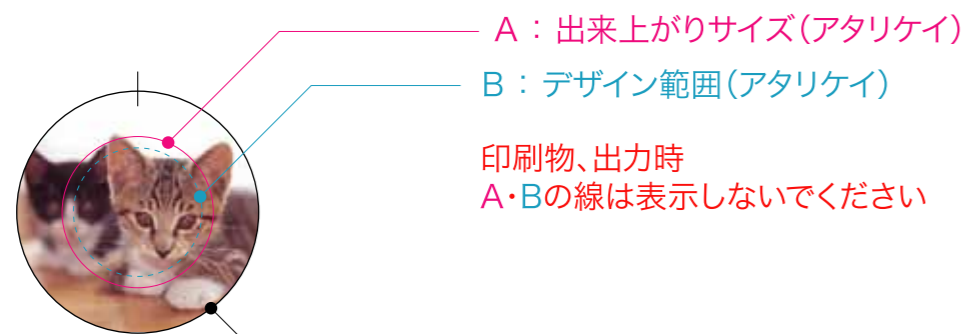 A：出来上がりサイズ（アタリケイ）
B：デザイン範囲（アタリケイ）
印刷物、出力時
A・Bの線は表示しないでください